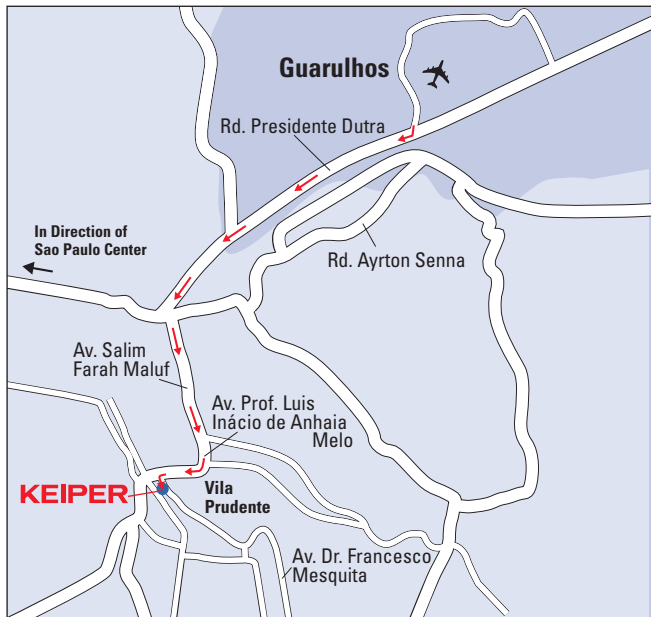 Guarulhos
Rd. Presidente Dutra
In Direction of
Sao Paulo Center
Rd. Ayrton Senna
Av. Salim
Farah Maluf
Av. Prof. Luis
Inácio de Anhaia
Melo
KEIPER
Vila
Prudente
Av. Dr. Francesco
Mesquita